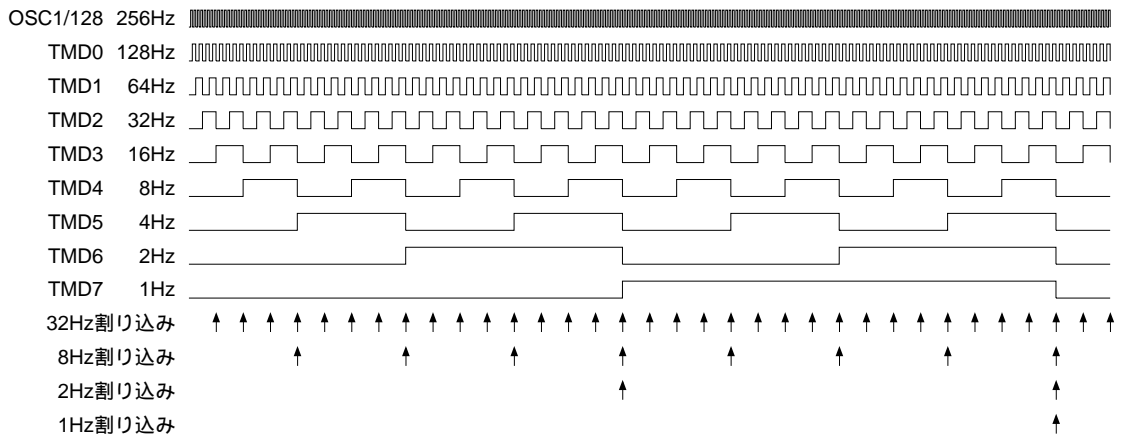 OSC1/128 256Hz
TMD0 128Hz
TMD1 64Hz
TMD2 32Hz
TMD3 16Hz
TMD4 8Hz
TMD5 4Hz
TMD6 2Hz
TMD7 1Hz
32Hz割り込み
8Hz割り込み
2Hz割り込み
1Hz割り込み